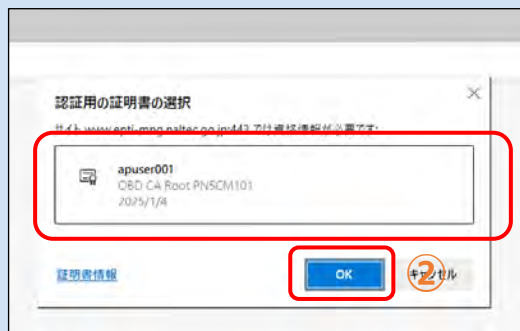 認証用の証明書の選択
サイト www.epti-mng.naltec.go.jp:443 では資格情報が必要です:
apuser001
OBD CA Root PNSCM101
2025/1/4
証明書情報
OK
②
キャンセル